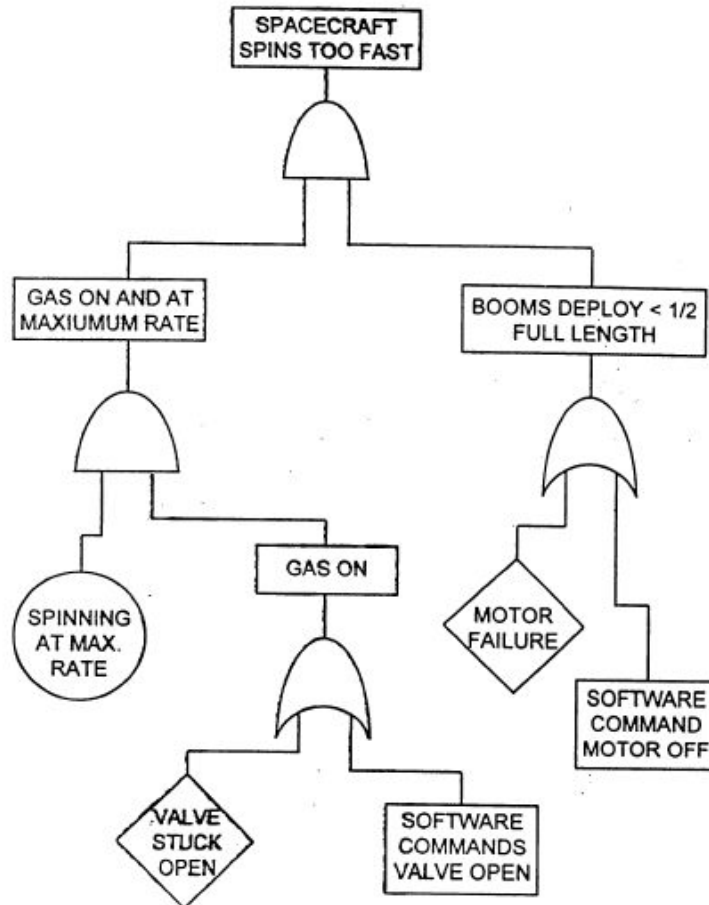 SPACECRAFT
SPINS TOO FAST
GAS ON AND AT
MAXIUMUM RATE
BOOMS DEPLOY < 1/2
FULL LENGTH
GAS ON
SPINNING
AT MAX.
RATE
MOTOR
FAILURE
SOFTWARE
COMMAND
MOTOR OFF
VALVE
STUCK
OPEN
SOFTWARE
COMMANDS
VALVE OPEN